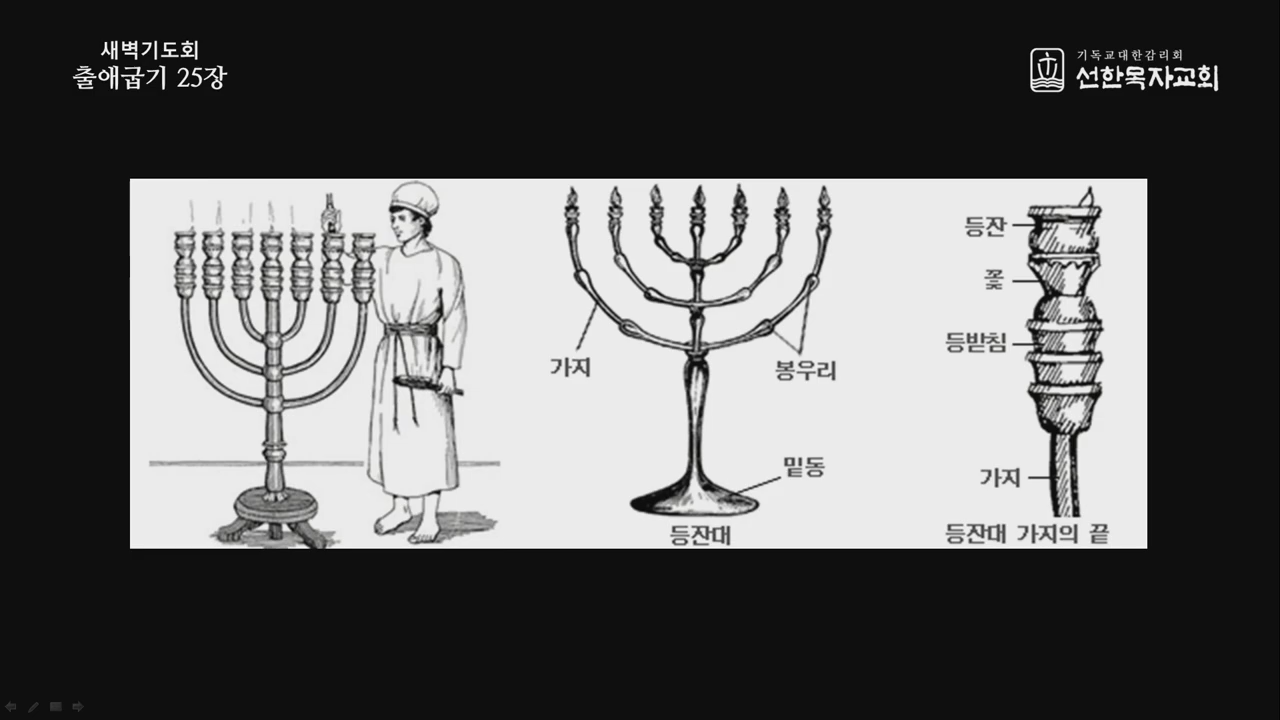 새벽기도회
출애굽기 25장
기독교대한감리회
선한목자교회
가지
봉우리
밑동
등잔대
등잔
꽃
등받침
가지
등잔대 가지의 끝